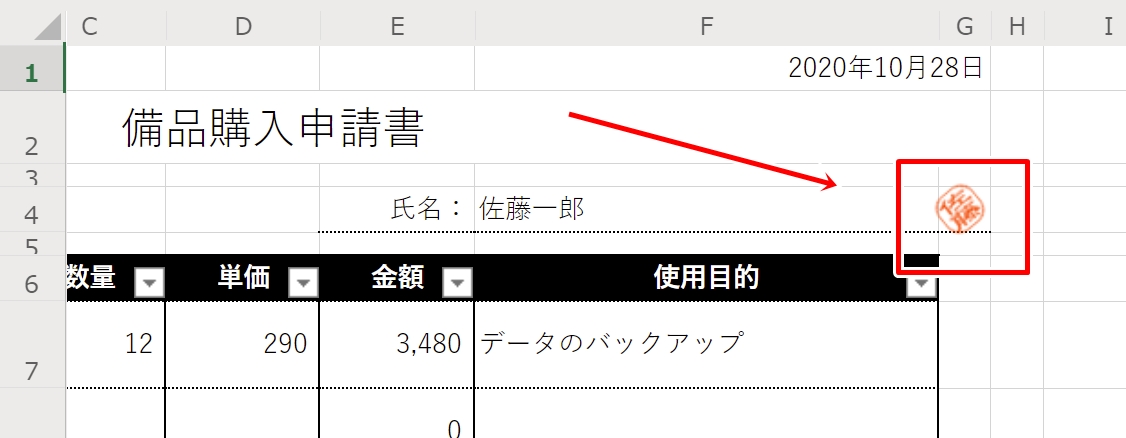 C D E F G H I
1 2020年10月28日
2 備品購入申請書
3
4 氏名： 佐藤一郎 佐藤
5
6 数量 単価 金額 使用目的
7 12 290 3,480 データのバックアップ
0